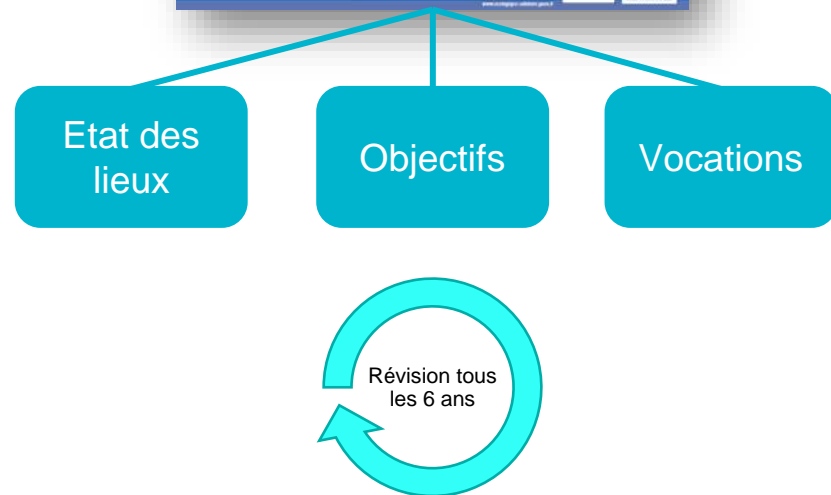 Etat des
lieux
Objectifs
Vocations
Révision tous
les 6 ans